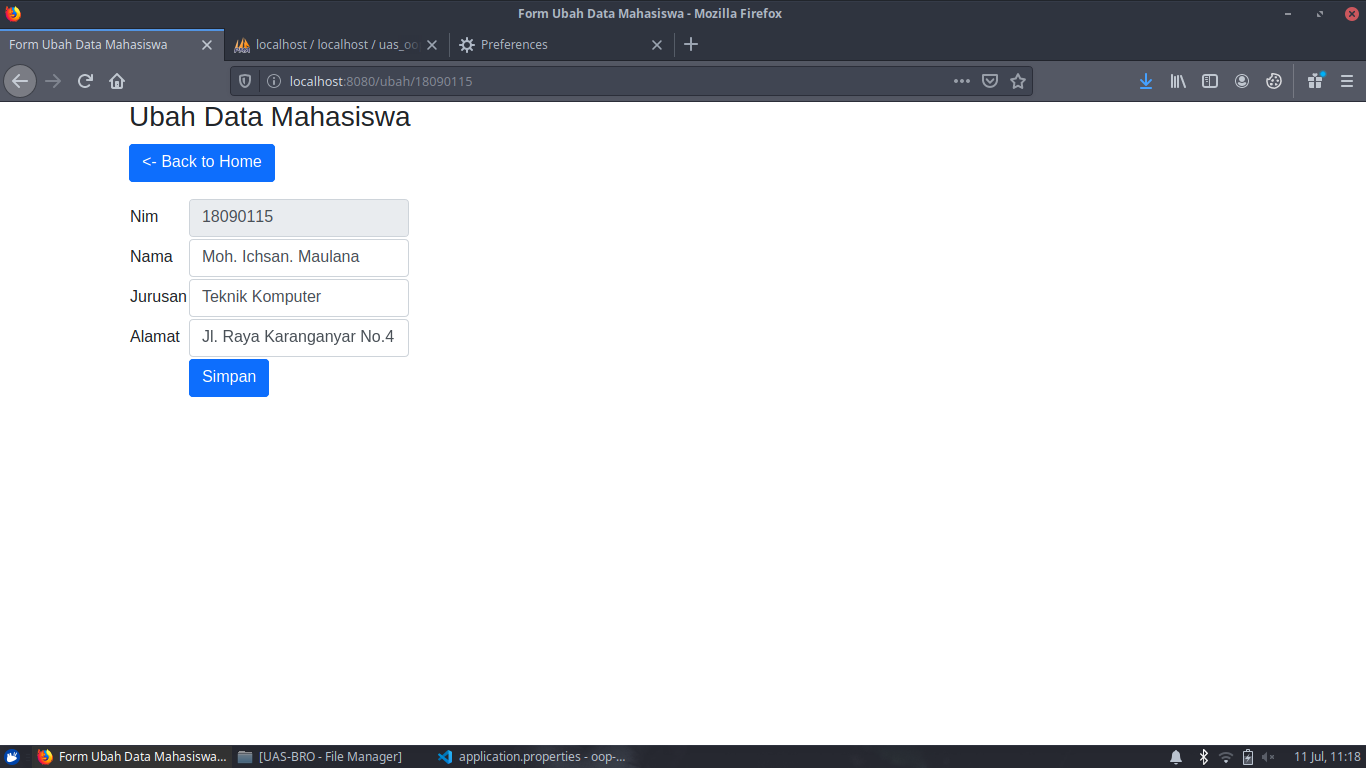 Form Ubah Data Mahasiswa - Mozilla Firefox
Form Ubah Data Mahasiswa
localhost / localhost / uas_oo
Preferences
localhost:8080/ubah/18090115
Ubah Data Mahasiswa
<- Back to Home
Nim 18090115
Nama Moh. Ichsan. Maulana
Jurusan Teknik Komputer
Alamat Jl. Raya Karanganyar No.4
Simpan
Form Ubah Data Mahasiswa...
[UAS-BRO - File Manager]
application.properties - oop-...
11 Jul, 11:18